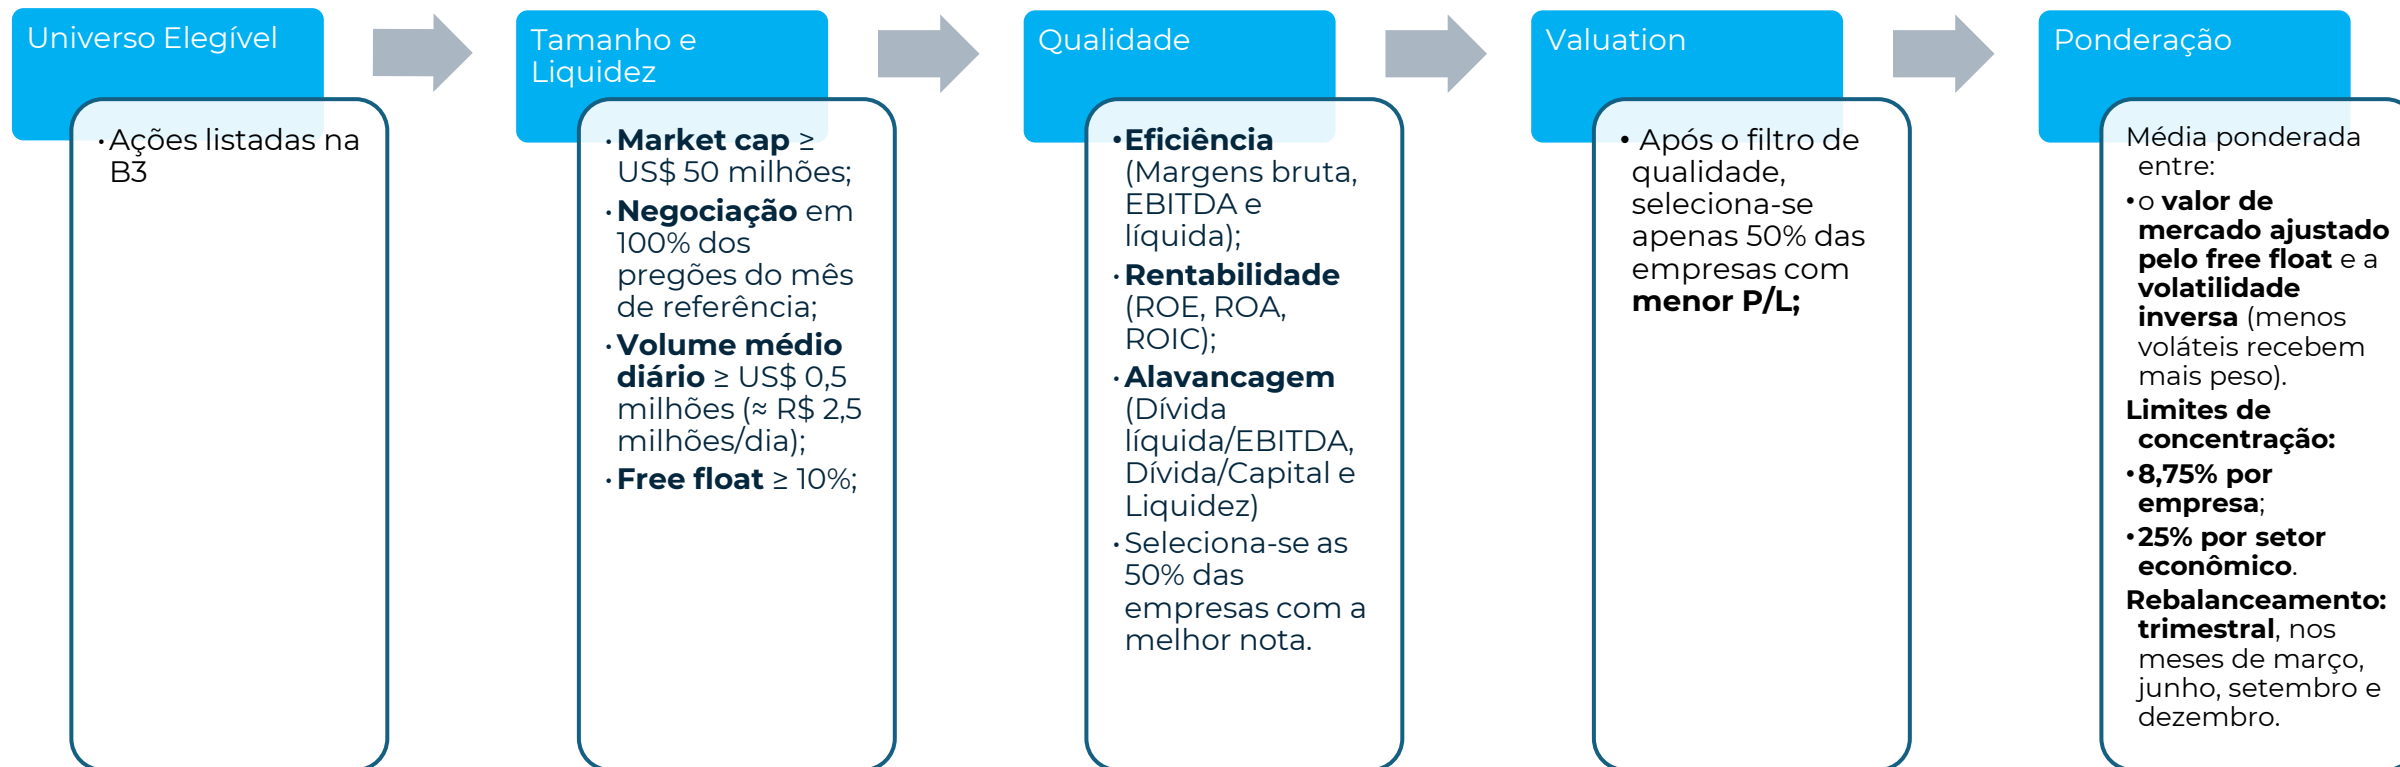 Universo Elegível
• Ações listadas na
B3
Tamanho e
Liquidez
• Market cap ≥
US$ 50 milhões;
• Negociação em
100% dos
pregões do mês
de referência;
• Volume médio
diário ≥ US$ 0,5
milhões (≈ R$ 2,5
milhões/dia);
• Free float ≥ 10%;
Qualidade
• Eficiência
(Margens bruta,
EBITDA e
líquida);
• Rentabilidade
(ROE, ROA,
ROIC);
• Alavancagem
(Dívida
líquida/EBITDA,
Dívida/Capital e
Liquidez)
• Seleciona-se as
50% das
empresas com a
melhor nota.
Valuation
• Após o filtro de
qualidade,
seleciona-se
apenas 50% das
empresas com
menor P/L;
Ponderação
Média ponderada
entre:
• o valor de
mercado ajustado
pelo free float e a
volatilidade
inversa (menos
voláteis recebem
mais peso).
Limites de
concentração:
• 8,75% por
empresa;
• 25% por setor
econômico.
Rebalanceamento:
trimestral, nos
meses de março,
junho, setembro e
dezembro.